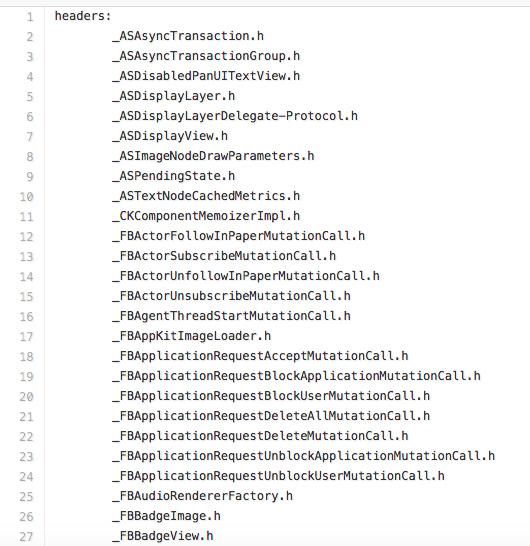 1 headers:
2 _ASAsyncTransaction.h
3 _ASAsyncTransactionGroup.h
4 _ASDisabledPanUITextView.h
5 _ASDisplayLayer.h
6 _ASDisplayLayerDelegate-Protocol.h
7 _ASDisplayView.h
8 _ASImageNodeDrawParameters.h
9 _ASPendingState.h
10 _ASTextNodeCachedMetrics.h
11 _CKComponentMemoizerImpl.h
12 _FBActorFollowInPaperMutationCall.h
13 _FBActorSubscribeMutationCall.h
14 _FBActorUnfollowInPaperMutationCall.h
15 _FBActorUnsubscribeMutationCall.h
16 _FBAgentThreadStartMutationCall.h
17 _FBAppKitImageLoader.h
18 _FBApplicationRequestAcceptMutationCall.h
19 _FBApplicationRequestBlockApplicationMutationCall.h
20 _FBApplicationRequestBlockUserMutationCall.h
21 _FBApplicationRequestDeleteAllMutationCall.h
22 _FBApplicationRequestDeleteMutationCall.h
23 _FBApplicationRequestUnblockApplicationMutationCall.h
24 _FBApplicationRequestUnblockUserMutationCall.h
25 _FBAudioRendererFactory.h
26 _FBBadgeImage.h
27 _FBBadgeView.h